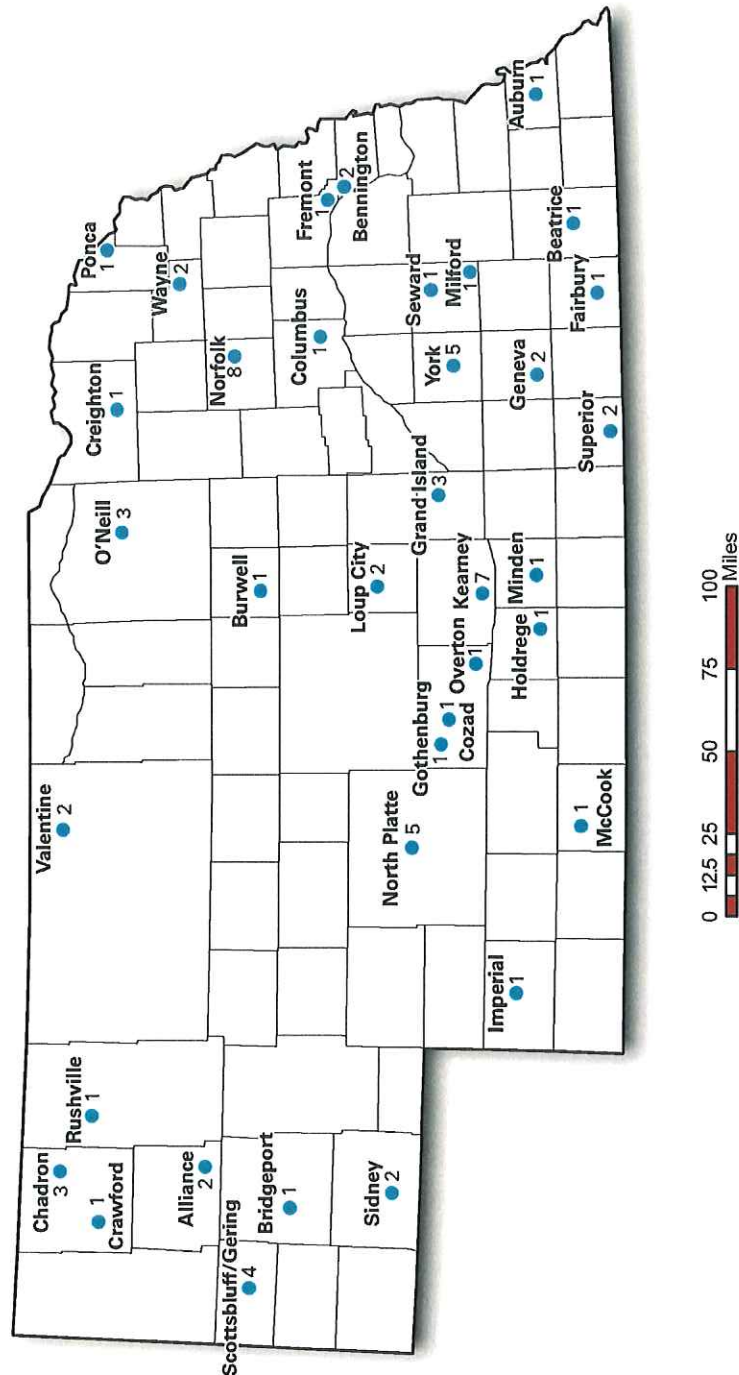 Chadron
3
1
Crawford
Rushville
1
Alliance
2
Scottsbluff/Gering
4
Bridgeport
1
Sidney
2
Valentine
2
O'Neill
3
Creighton
1
Ponca
1
Wayne
2
Norfolk
8
Burwell
1
Loup City
2
Columbus
1
Fremont
1
2
Bennington
North Platte
5
Gothenburg
1
1
Cozad
Overton
1
Kearney
7
Grand Island
3
York
5
Seward
1
Milford
1
Imperial
1
Holdrege
1
Minden
1
Geneva
2
Auburn
1
Beatrice
1
Fairbury
1
Superior
2
1
McCook
0 12.5 25 50 75 100
Miles